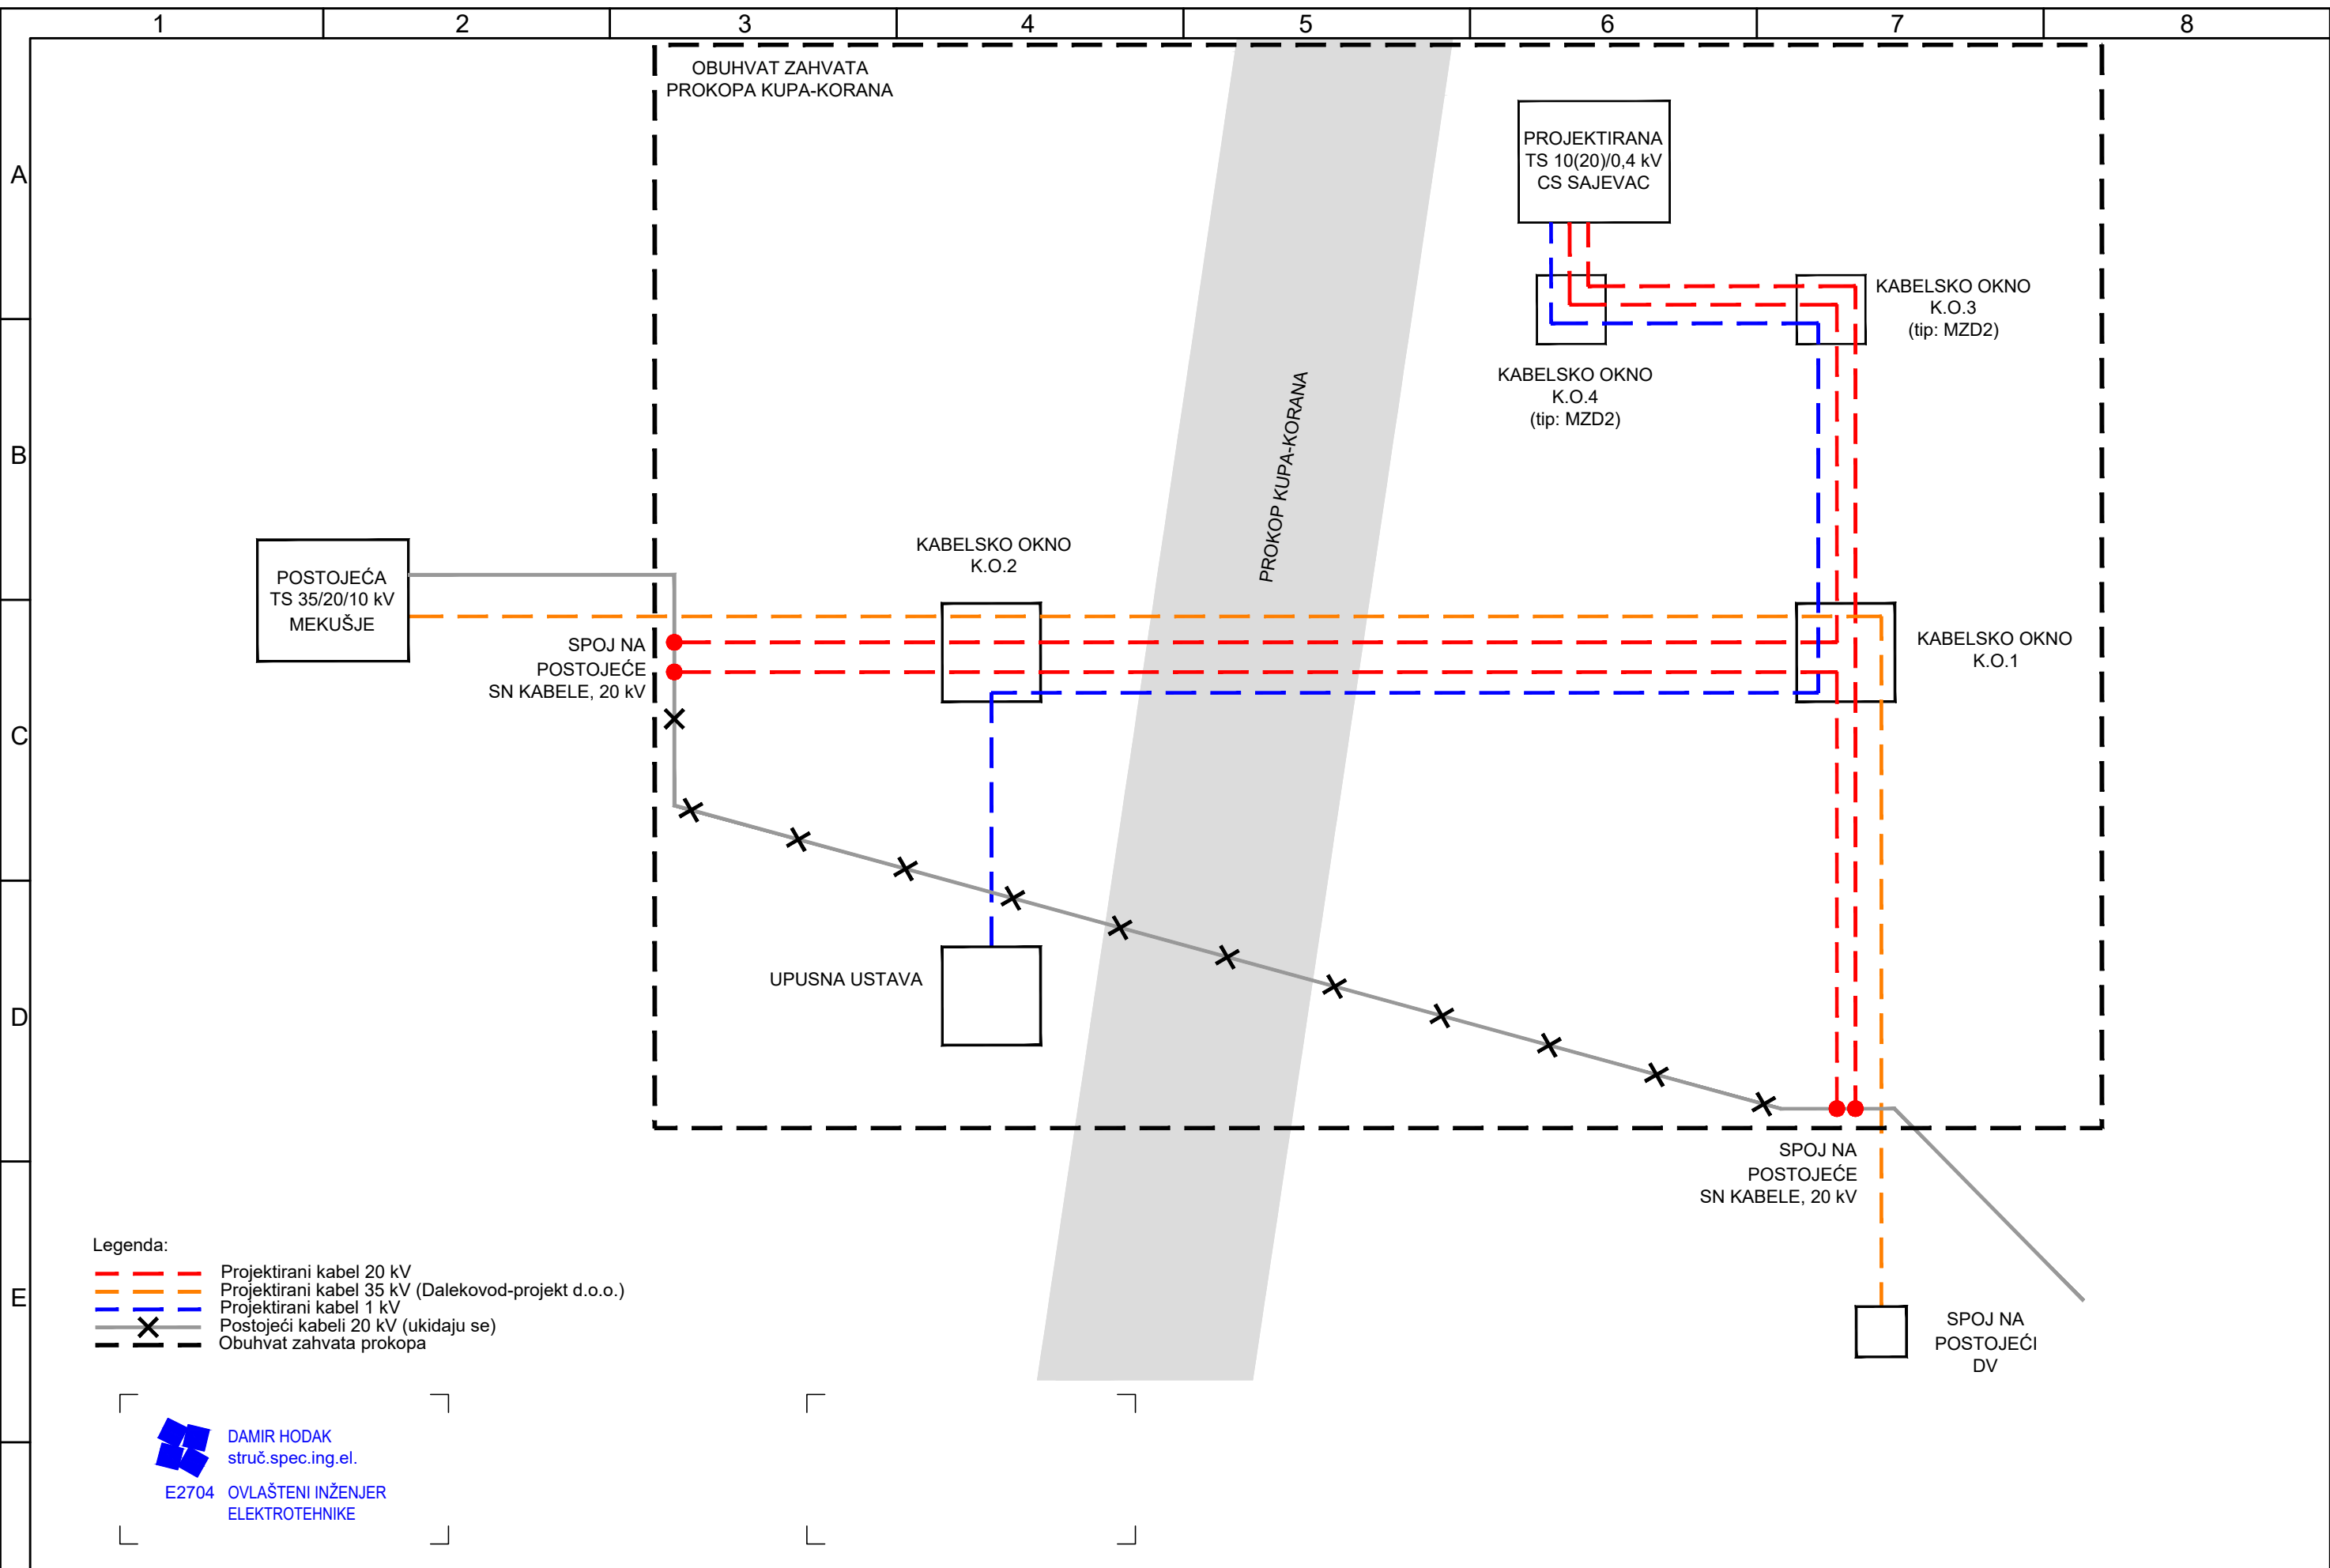 1 2 3 4 5 6 7 8
A
B
C
D
E
OBUHVAT ZAHVATA
PROKOPA KUPA-KORANA
PROJEKTIRANA
TS 10(20)/0,4 kV
CS SAJEVAC
KABELSKO OKNO
K.O.3
(tip: MZD2)
KABELSKO OKNO
K.O.4
(tip: MZD2)
PROKOP KUPA-KORANA
POSTOJEĆA
TS 35/20/10 kV
MEKUŠJE
KABELSKO OKNO
K.O.2
SPOJ NA
POSTOJEĆE
SN KABELE, 20 kV
KABELSKO OKNO
K.O.1
UPUSNA USTAVA
SPOJ NA
POSTOJEĆE
SN KABELE, 20 kV
SPOJ NA
POSTOJEĆI
DV
Legenda:
Projektirani kabel 20 kV
Projektirani kabel 35 kV (Dalekovod-projekt d.o.o.)
Projektirani kabel 1 kV
Postojeći kabeli 20 kV (ukidaju se)
Obuhvat zahvata prokopa
DAMIR HODAK
struč.spec.ing.el.
E2704 OVLAŠTENI INŽENJER
ELEKTROTEHNIKE